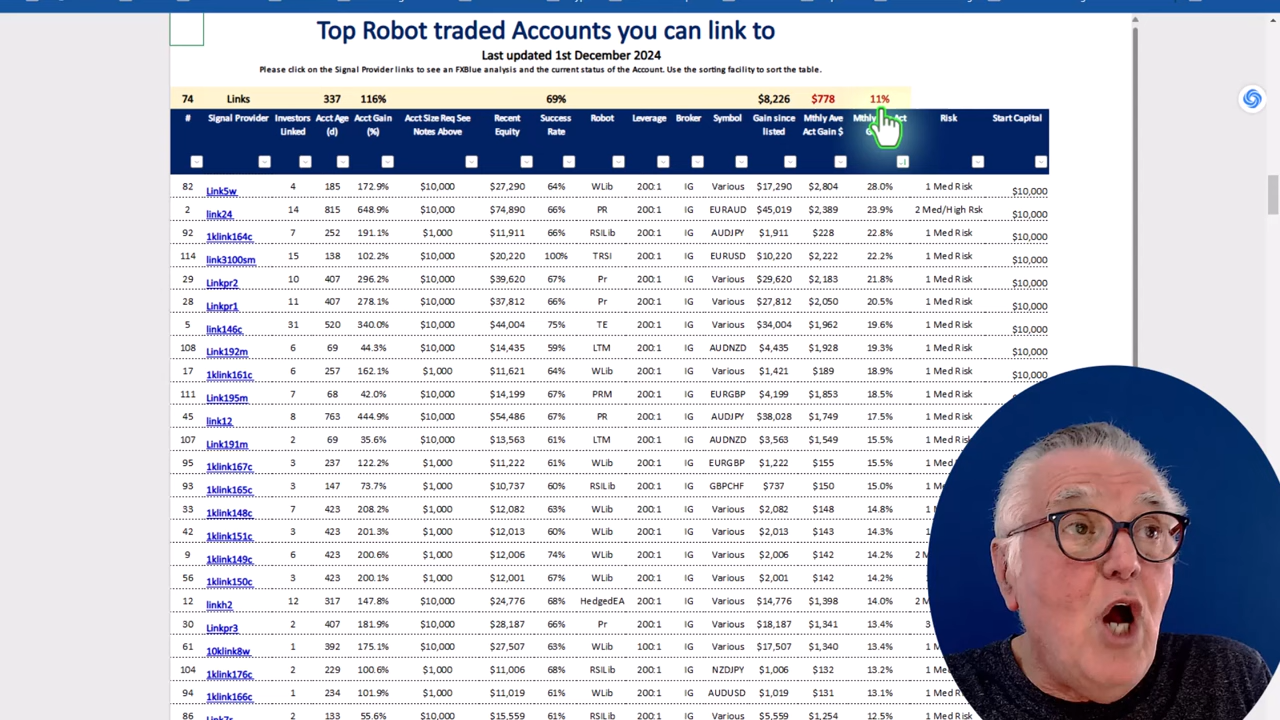 Top Robot traded Accounts you can link to
Last updated 1st December 2024
Please click on the Signal Provider links to see an FXBlue analysis and the current status of the Account. Use the sorting facility to sort the table.
74 Links 337 116% 69% $8,226 $778 11%
# Signal Provider Investors Linked Acct Age (d) Acct Gain (%) Acct Size Req See Notes Above Recent Equity Success Rate Robot Leverage Broker Symbol Gain since listed Mthly Ave Act Gain $ Mthly Act Risk Start Capital
82 Link5w 4 185 172.9% $10,000 $27,290 64% WLib 200:1 IG Various $17,290 $2,804 28.0% 1 Med Risk $10,000
2 link24 14 815 648.9% $10,000 $74,890 66% PR 200:1 IG EURAUD $45,019 $2,389 23.9% 2 Med/High Rsk $10,000
92 1klink164c 7 252 191.1% $1,000 $11,911 66% RSILib 200:1 IG AUDJPY $1,911 $228 22.8% 1 Med Risk $10,000
114 link3100sm 15 138 102.2% $10,000 $20,220 100% TRSI 200:1 IG EURUSD $10,220 $2,222 22.2% 1 Med Risk $10,000
29 Linkpr2 10 407 296.2% $10,000 $39,620 67% Pr 200:1 IG Various $29,620 $2,183 21.8% 1 Med Risk $10,000
28 Linkpr1 11 407 278.1% $10,000 $37,812 66% Pr 200:1 IG Various $27,812 $2,050 20.5% 1 Med Risk $10,000
5 link146c 31 520 340.0% $10,000 $44,004 75% TE 200:1 IG Various $34,004 $1,962 19.6% 1 Med Risk $10,000
108 Link192m 6 69 44.3% $10,000 $14,435 59% LTM 200:1 IG AUDNZD $4,435 $1,928 19.3% 1 Med Risk $10,000
17 1klink161c 6 257 162.1% $1,000 $11,621 64% WLib 200:1 IG Various $1,421 $189 18.9% 1 Med Risk $10,000
111 Link195m 7 68 42.0% $10,000 $14,199 67% PRM 200:1 IG EURGBP $4,199 $1,853 18.5% 1 Med Risk
45 link12 8 763 444.9% $10,000 $54,486 67% PR 200:1 IG AUDJPY $38,028 $1,749 17.5% 1 Med Risk
107 Link191m 2 69 35.6% $10,000 $13,563 61% LTM 200:1 IG AUDNZD $3,563 $1,549 15.5% 1 Med Risk
95 1klink167c 3 237 122.2% $1,000 $11,222 61% WLib 200:1 IG EURGBP $1,222 $155 15.5% 1 Med
93 1klink165c 3 147 73.7% $1,000 $10,737 60% RSILib 200:1 IG GBPCHF $737 $150 15.0% 1 Med
33 1klink148c 7 423 208.2% $1,000 $12,082 63% WLib 200:1 IG Various $2,082 $148 14.8% 1 Med
42 1klink151c 3 423 201.3% $1,000 $12,013 60% WLib 200:1 IG Various $2,013 $143 14.3% 1 Med
9 1klink149c 6 423 200.6% $1,000 $12,006 74% WLib 200:1 IG Various $2,006 $142 14.2% 2 M
56 1klink150c 3 423 200.1% $1,000 $12,001 67% WLib 200:1 IG Various $2,001 $142 14.2% 1 Med
12 linkh2 12 317 147.8% $10,000 $24,776 68% HedgedEA 200:1 IG Various $14,776 $1,398 14.0% 2 M
30 Linkpr3 2 407 181.9% $10,000 $28,187 66% Pr 200:1 IG Various $18,187 $1,341 13.4% 3
61 10klink8w 1 392 175.1% $10,000 $27,507 63% WLib 100:1 IG Various $17,507 $1,340 13.4% 1 Med
104 1klink176c 2 229 100.6% $1,000 $11,006 68% RSILib 200:1 IG NZDJPY $1,006 $132 13.2% 1 Med
94 1klink166c 1 234 101.9% $1,000 $11,019 61% WLib 200:1 IG AUDUSD $1,019 $131 13.1% 1 Med
86 Link7r 2 133 55.6% $10,000 $15,559 69% RSILib 200:1 IG Various $5,559 $1,254 12.5% 1 Med